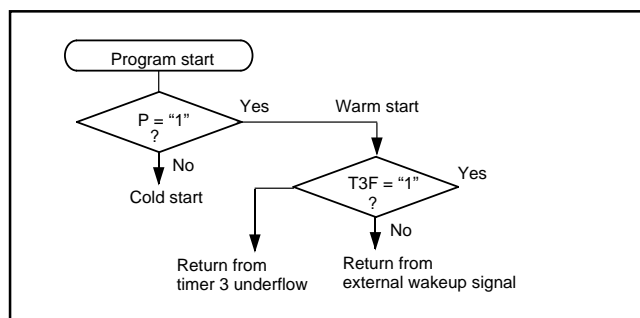 Program start
P = “1”
?
Yes
Warm start
No
Cold start
T3F = “1”
?
Yes
No
Return from
timer 3 underflow
Return from
external wakeup signal